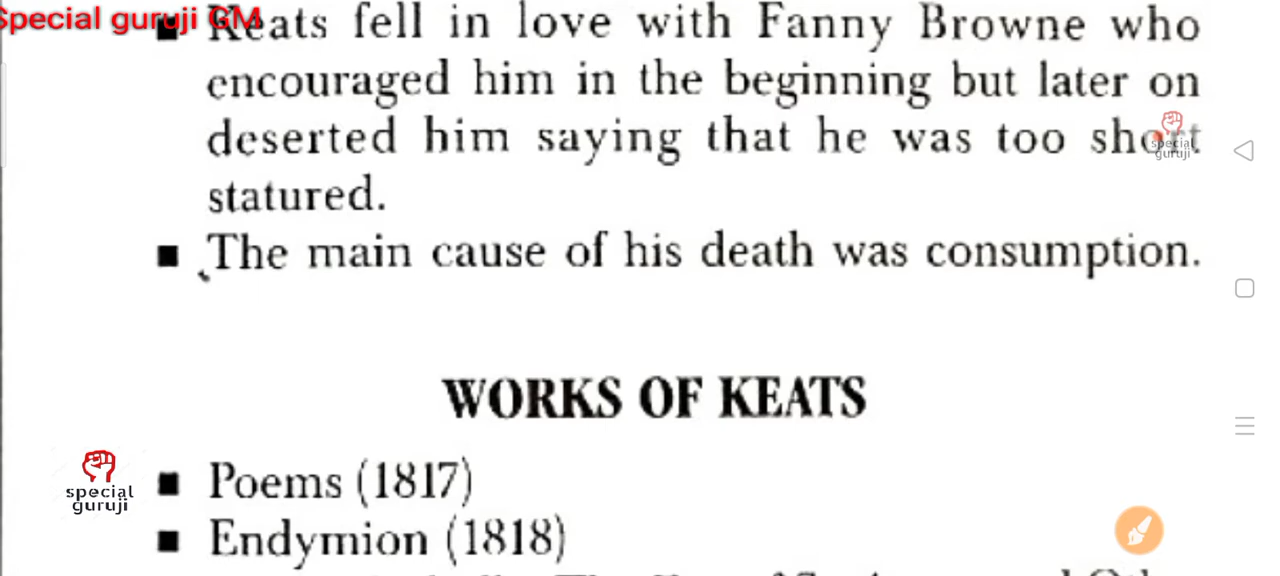 Special guruji GM
■ Keats fell in love with Fanny Browne who
encouraged him in the beginning but later on
deserted him saying that he was too short
statured.
special
guruji
■ The main cause of his death was consumption.
WORKS OF KEATS
special
guruji
■ Poems (1817)
■ Endymion (1818)